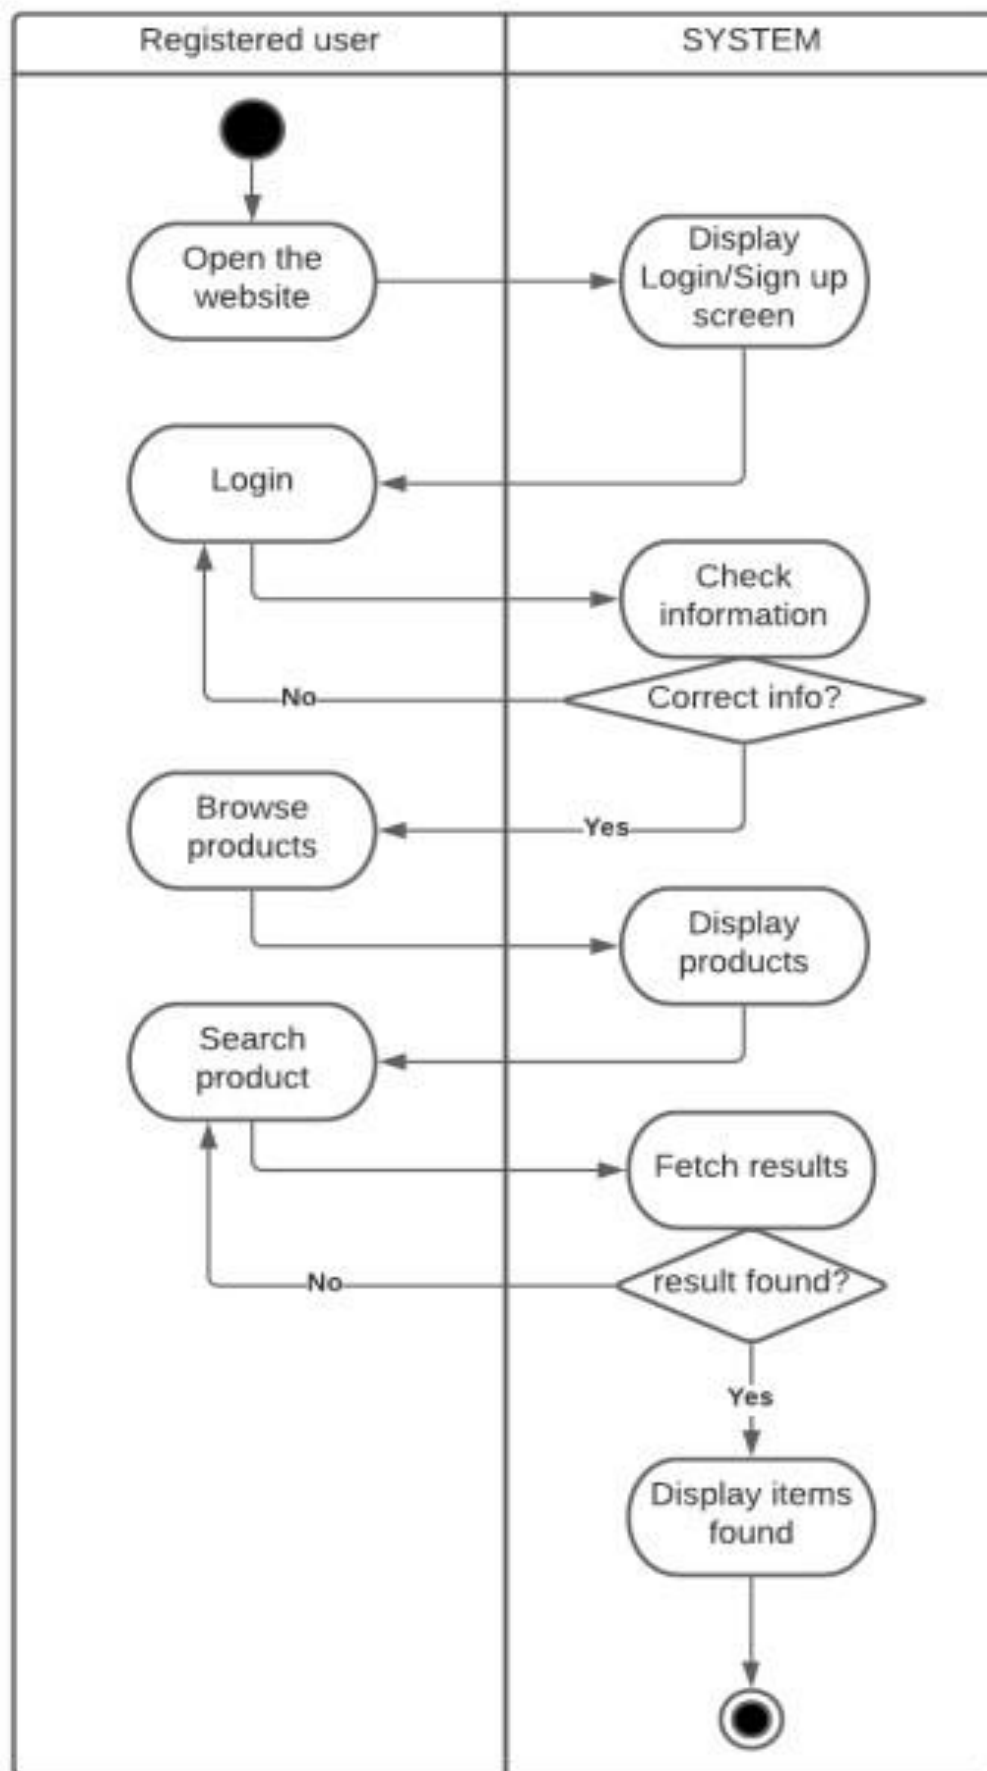 Registered user
SYSTEM
Open the
website
Display
Login/Sign up
screen
Login
Check
information
Correct info?
No
Yes
Browse
products
Display
products
Search
product
Fetch results
result found?
No
Yes
Display items
found